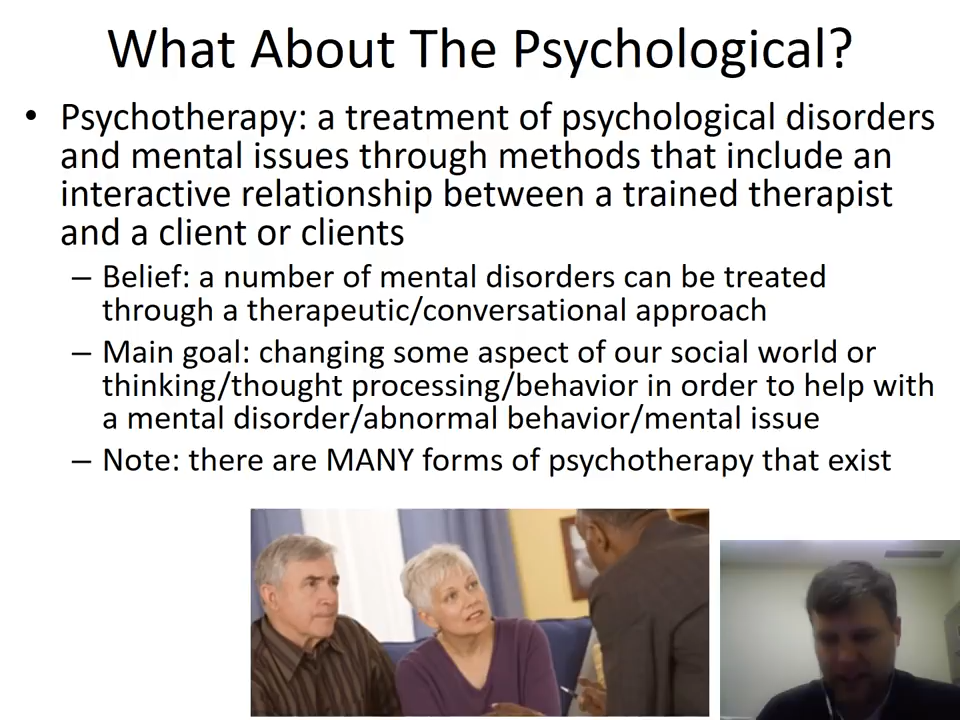 What About The Psychological?
• Psychotherapy: a treatment of psychological disorders
and mental issues through methods that include an
interactive relationship between a trained therapist
and a client or clients
– Belief: a number of mental disorders can be treated
through a therapeutic/conversational approach
– Main goal: changing some aspect of our social world or
thinking/thought processing/behavior in order to help with
a mental disorder/abnormal behavior/mental issue
– Note: there are MANY forms of psychotherapy that exist